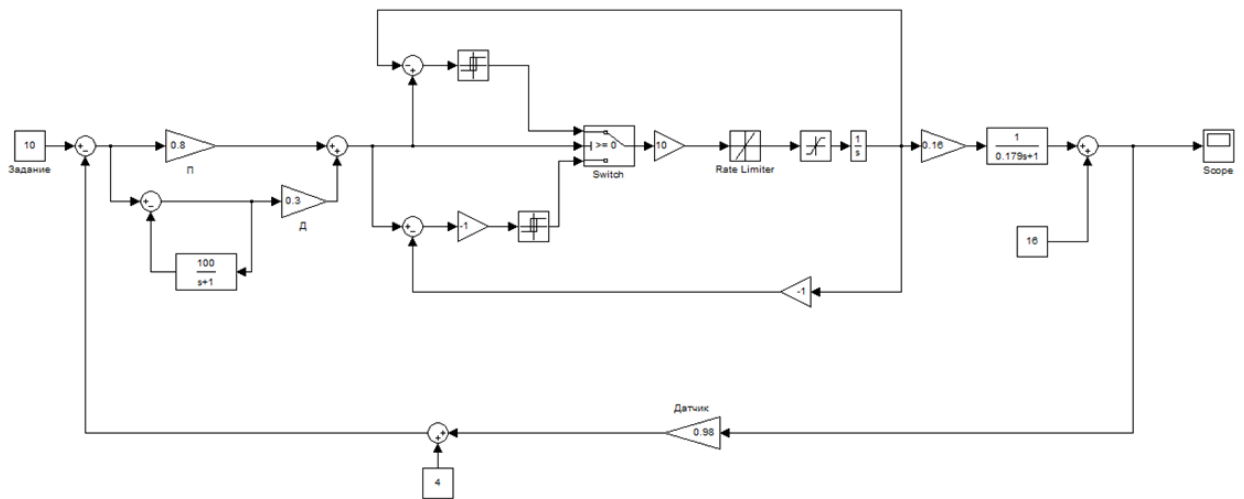 10
Задание
0.8
П
0.3
Д
100
s+1
>= 0
Switch
-1
10
Rate Limiter
1
s
0.16
1
0.179s+1
Scope
16
-1
Датчик
0.98
4